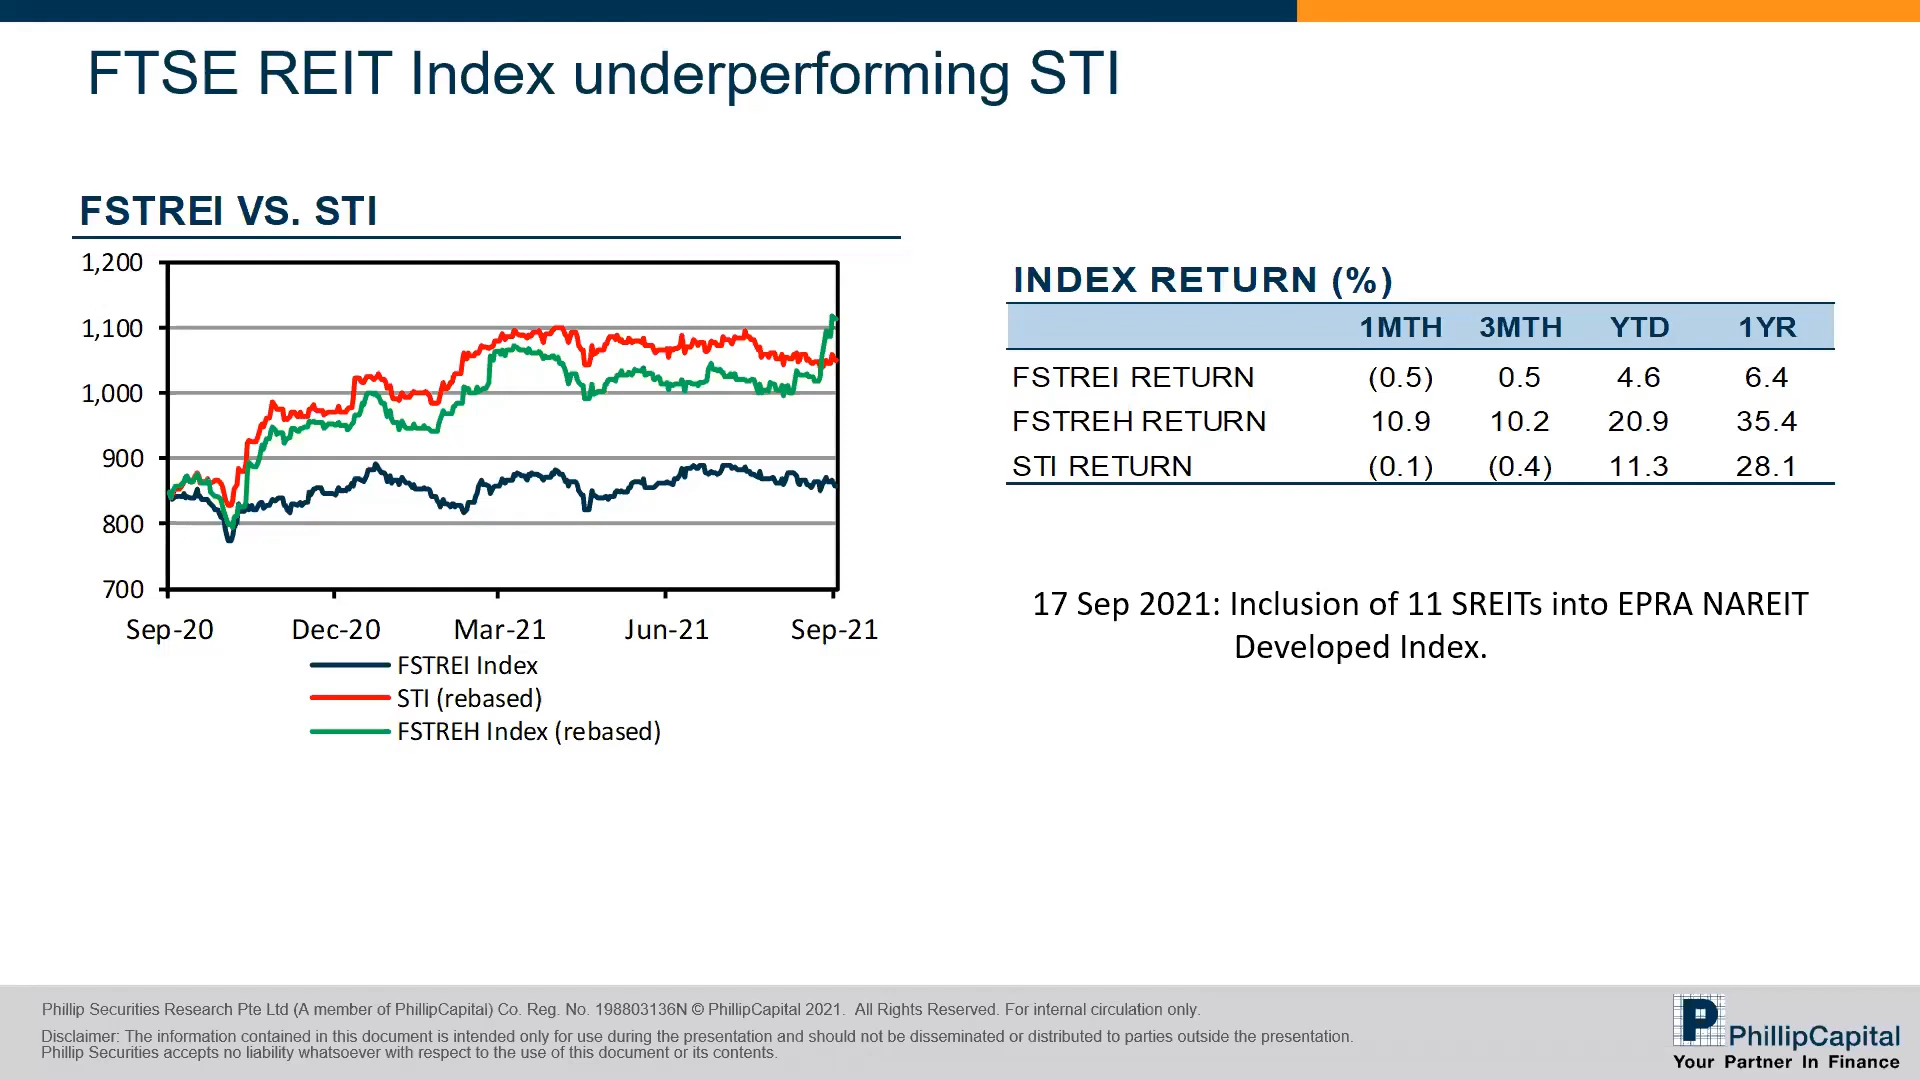 FTSE REIT Index underperforming STI
FSTREI VS. STI
1,200
1,100
1,000
900
800
700
Sep-20 Dec-20 Mar-21 Jun-21 Sep-21
FSTREI Index
STI (rebased)
FSTREH Index (rebased)
INDEX RETURN (%)
1MTH 3MTH YTD 1YR
FSTREI RETURN (0.5) 0.5 4.6 6.4
FSTREH RETURN 10.9 10.2 20.9 35.4
STI RETURN (0.1) (0.4) 11.3 28.1
17 Sep 2021: Inclusion of 11 SREITs into EPRA NAREIT
Developed Index.
Phillip Securities Research Pte Ltd (A member of PhillipCapital) Co. Reg. No. 198803136N © PhillipCapital 2021. All Rights Reserved. For internal circulation only.
Disclaimer: The information contained in this document is intended only for use during the presentation and should not be disseminated or distributed to parties outside the presentation.
Phillip Securities accepts no liability whatsoever with respect to the use of this document or its contents.
P PhillipCapital
Your Partner In Finance